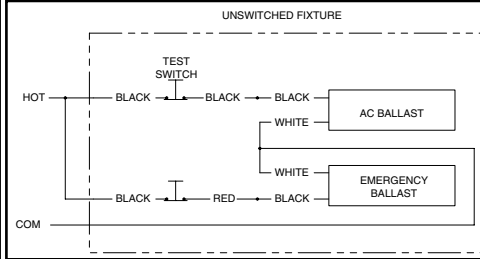 UNSWITCHED FIXTURE
TEST
SWITCH
HOT BLACK BLACK BLACK
AC BALLAST
WHITE
WHITE
EMERGENCY
BALLAST
BLACK RED BLACK
COM